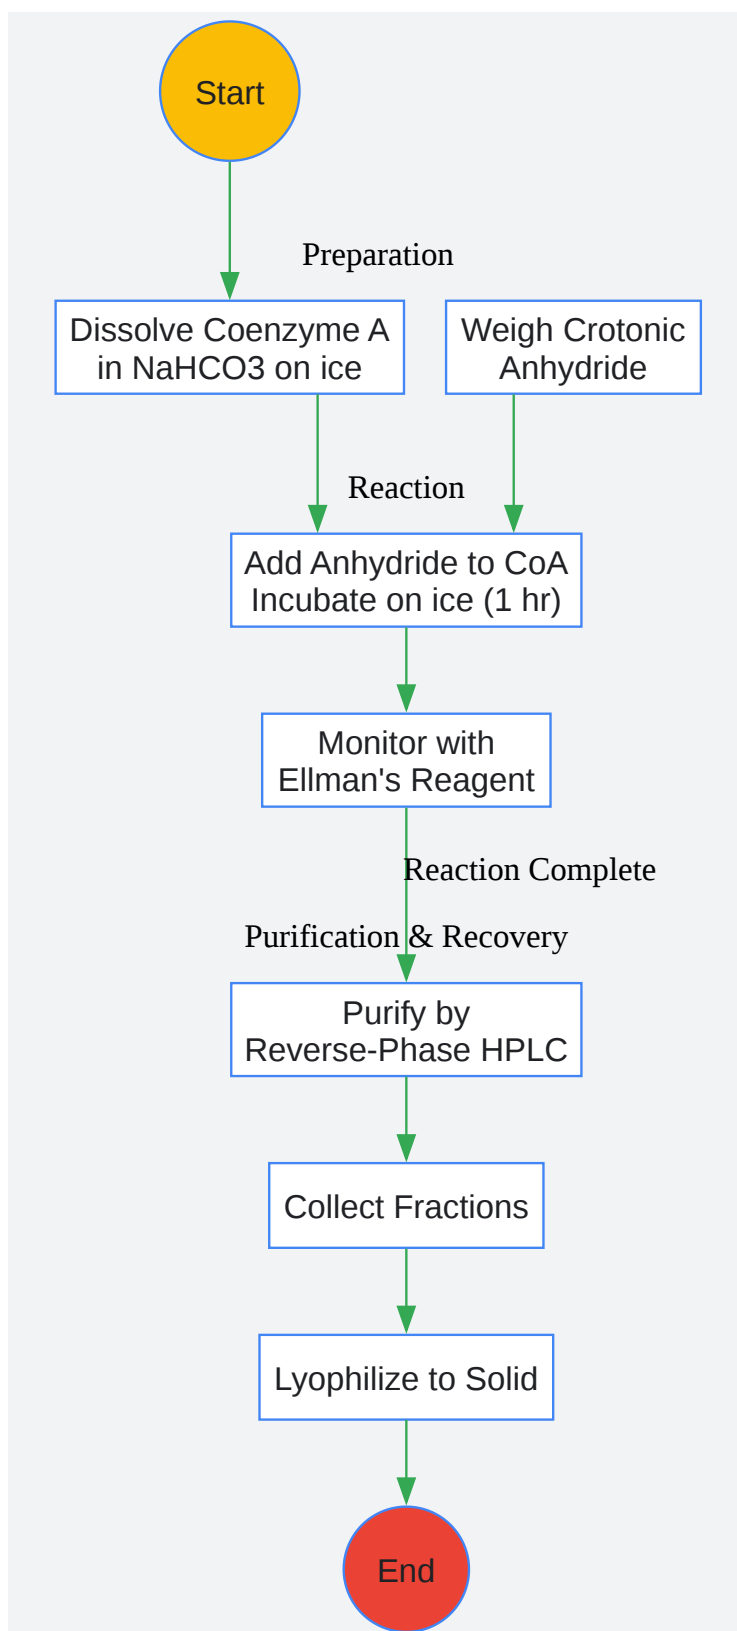 Start
Preparation
Dissolve Coenzyme A
in NaHCO3 on ice
Weigh Crotonic
Anhydride
Reaction
Add Anhydride to CoA
Incubate on ice (1 hr)
Monitor with
Ellman's Reagent
Reaction Complete
Purification & Recovery
Purify by
Reverse-Phase HPLC
Collect Fractions
Lyophilize to Solid
End